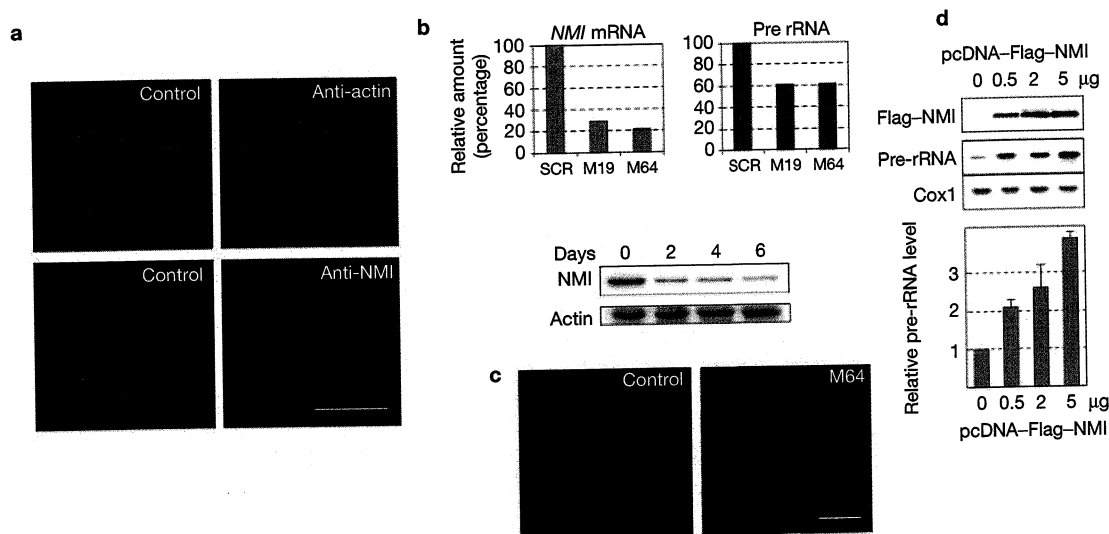 a
Control
Anti-actin
Control
Anti-NMI
b
NMI mRNA
Relative amount
(percentage)
100
80
60
40
20
0
SCR M19 M64
Pre rRNA
100
80
60
40
20
0
SCR M19 M64
Days 0 2 4 6
NMI
Actin
c
Control
M64
d
pcDNA–Flag–NMI
0 0.5 2 5 µg
Flag–NMI
Pre-rRNA
Cox1
Relative pre-rRNA level
3
2
1
0 0.5 2 5 µg
pcDNA–Flag–NMI